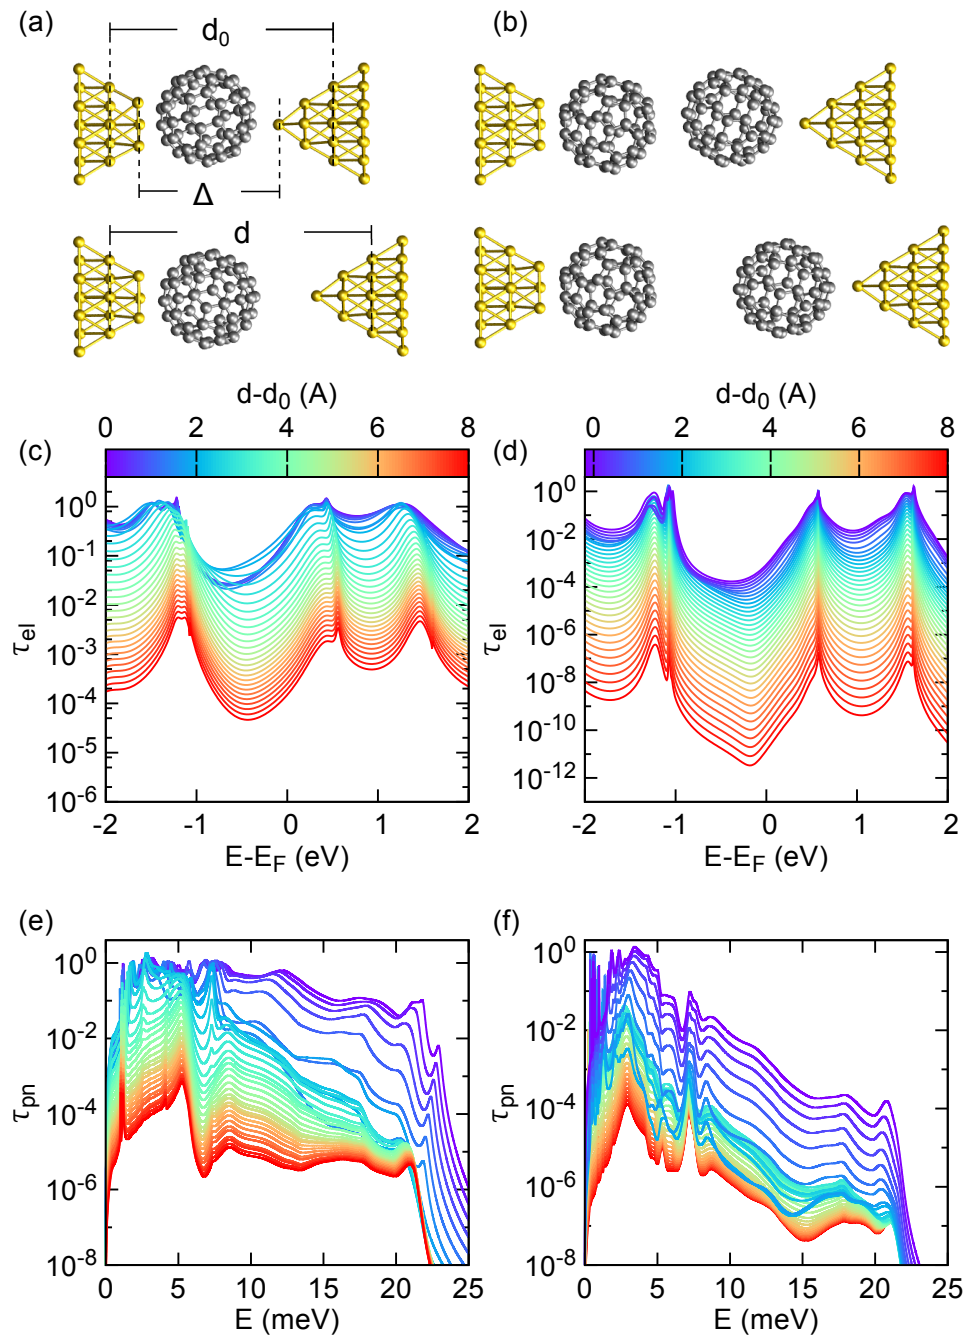 (a)
d₀
Δ
d
(b)
d-d₀ (A)
0 2 4 6 8
(c)
τₑₗ
10⁰
10⁻¹
10⁻²
10⁻³
10⁻⁴
10⁻⁵
10⁻⁶
-2 -1 0 1 2
E-E_F (eV)
d-d₀ (A)
0 2 4 6 8
(d)
τₑₗ
10⁰
10⁻²
10⁻⁴
10⁻⁶
10⁻⁸
10⁻¹⁰
10⁻¹²
-2 -1 0 1 2
E-E_F (eV)
(e)
τₚₙ
10⁰
10⁻²
10⁻⁴
10⁻⁶
10⁻⁸
0 5 10 15 20 25
E (meV)
(f)
τₚₙ
10⁰
10⁻²
10⁻⁴
10⁻⁶
10⁻⁸
0 5 10 15 20 25
E (meV)